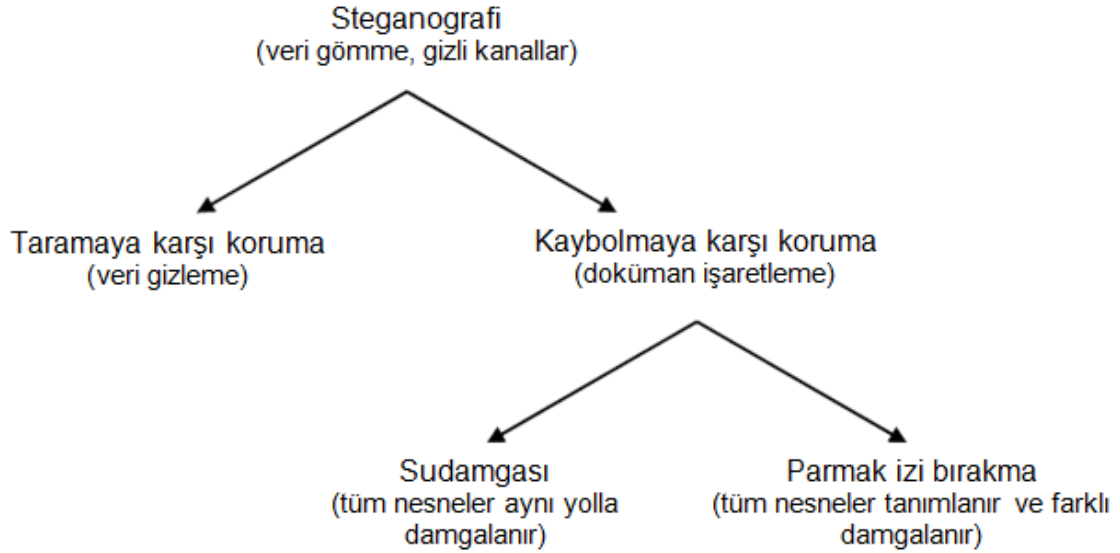 Steganografi
(veri gömme, gizli kanallar)
Taramaya karşı koruma
(veri gizleme)
Kaybolmaya karşı koruma
(doküman işaretleme)
Sudamgası
(tüm nesneler aynı yolla
damgalanır)
Parmak izi bırakma
(tüm nesneler tanımlanır ve farklı
damgalanır)